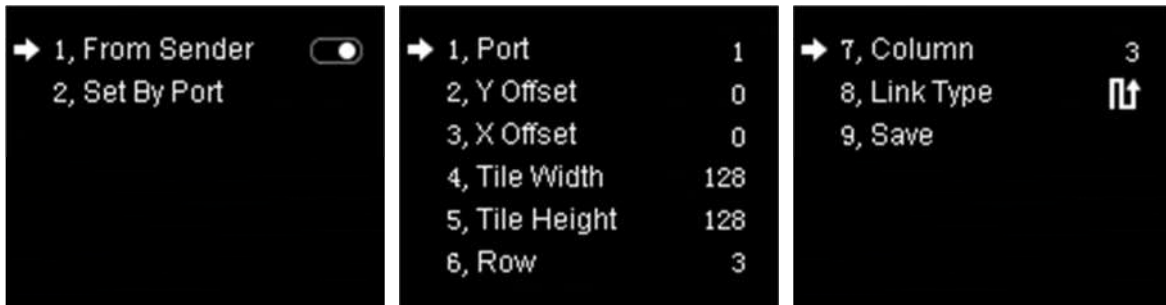 1, From Sender
2, Set By Port
1, Port 1
2, Y Offset 0
3, X Offset 0
4, Tile Width 128
5, Tile Height 128
6, Row 3
7, Column 3
8, Link Type
9, Save